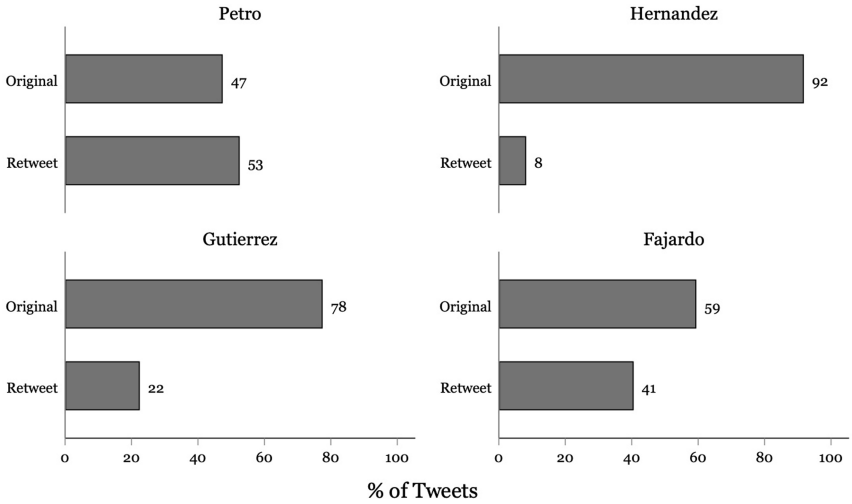 Petro
Original 47
Retweet 53
Hernandez
Original 92
Retweet 8
Gutierrez
Original 78
Retweet 22
0 20 40 60 80 100
Fajardo
Original 59
Retweet 41
0 20 40 60 80 100
% of Tweets